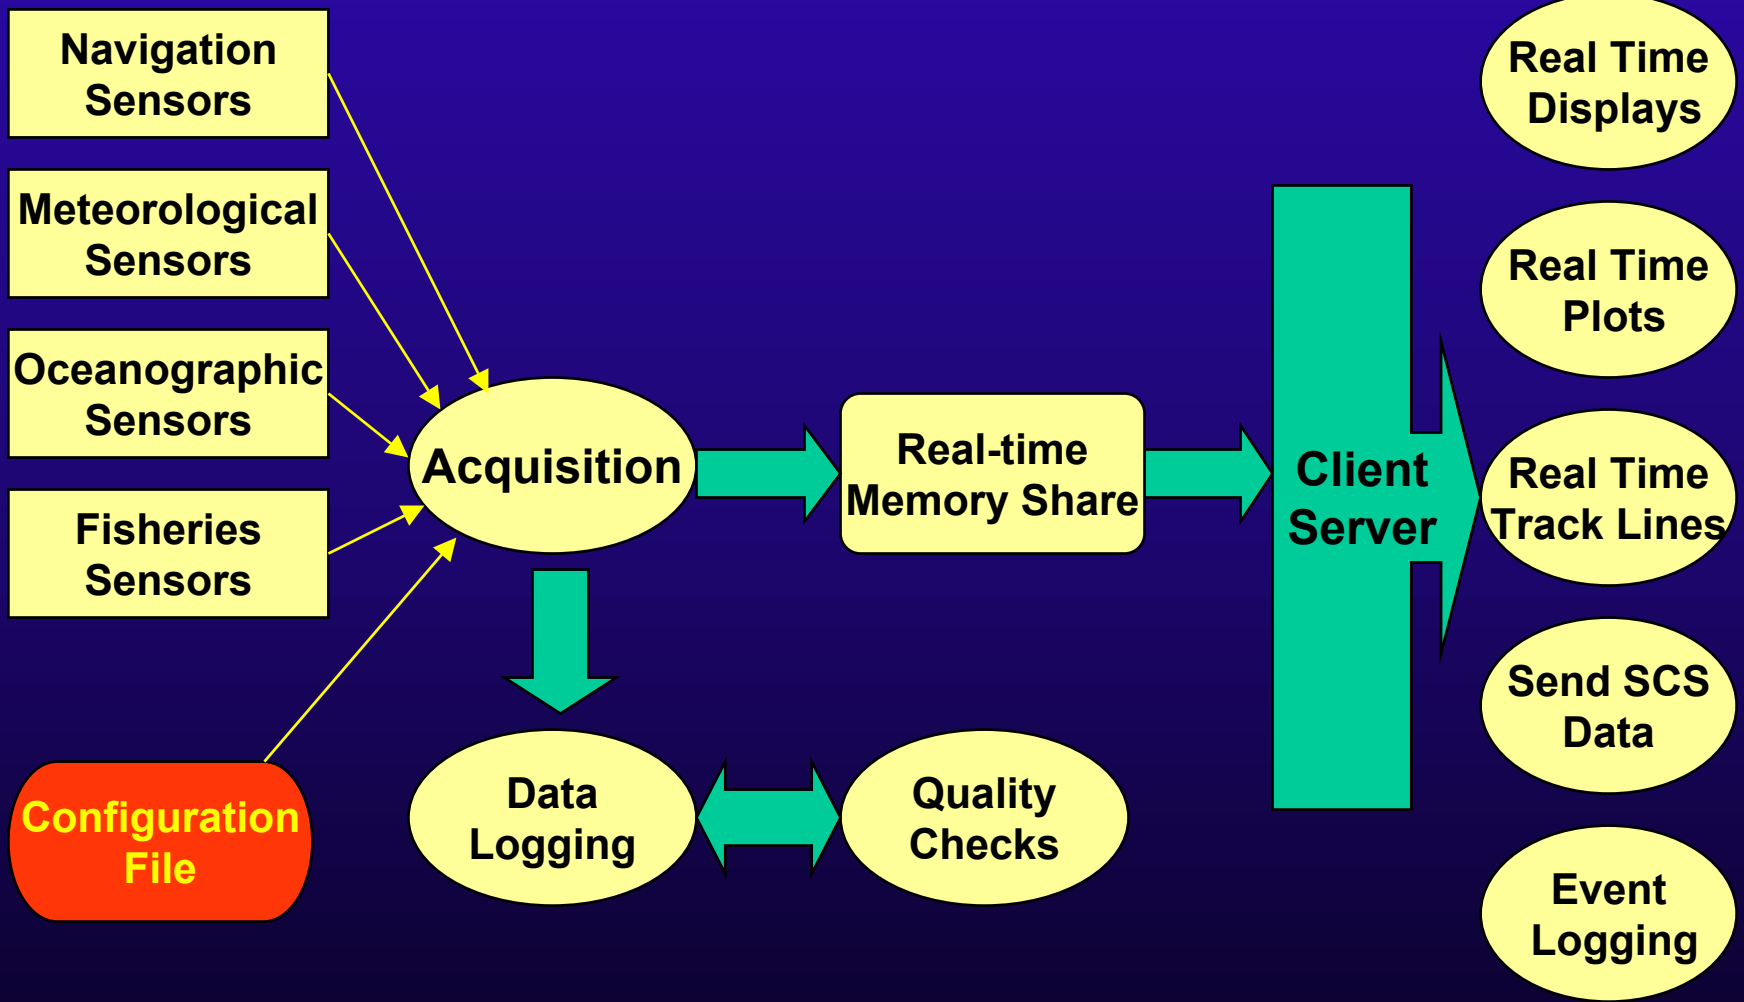 Navigation
Sensors
Meteorological
Sensors
Oceanographic
Sensors
Fisheries
Sensors
Configuration
File
Acquisition
Data
Logging
Quality
Checks
Real-time
Memory Share
Client
Server
Real Time
Displays
Real Time
Plots
Real Time
Track Lines
Send SCS
Data
Event
Logging